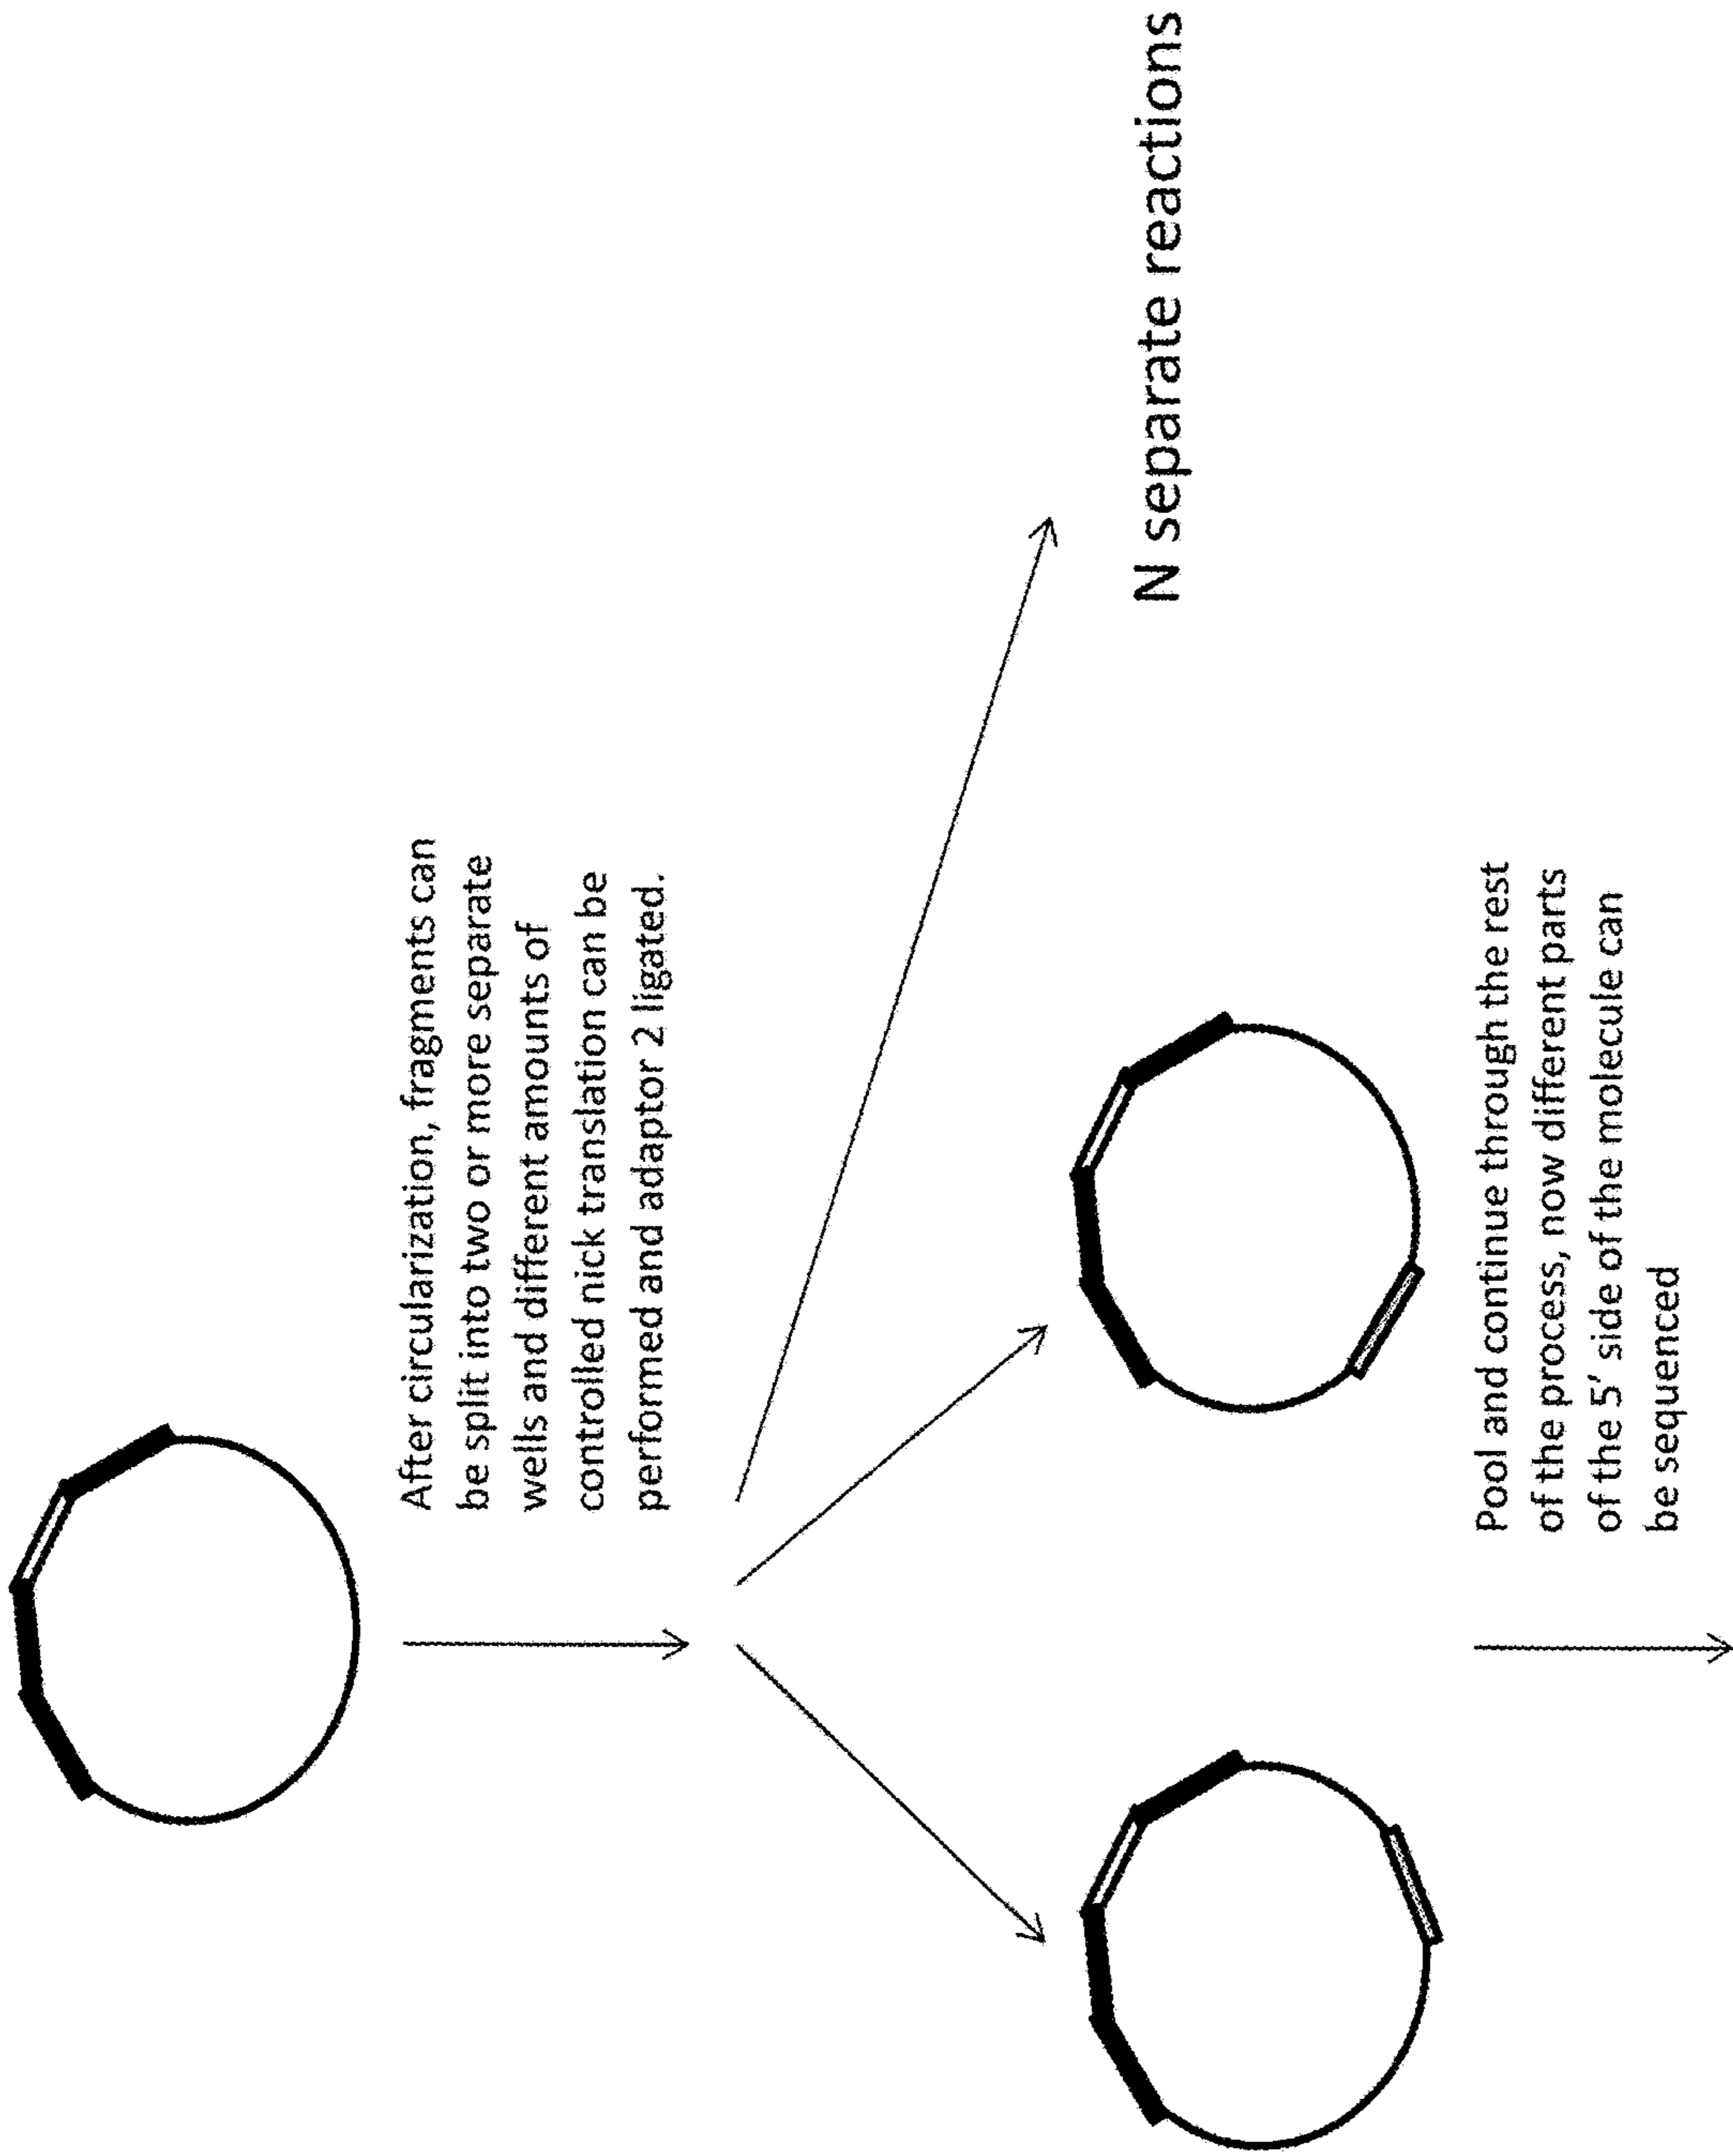 After circularization, fragments can
be split into two or more separate
wells and different amounts of
controlled nick translation can be
performed and adaptor 2 ligated.
N separate reactions
Pool and continue through the rest
of the process, now different parts
of the 5' side of the molecule can
be sequenced